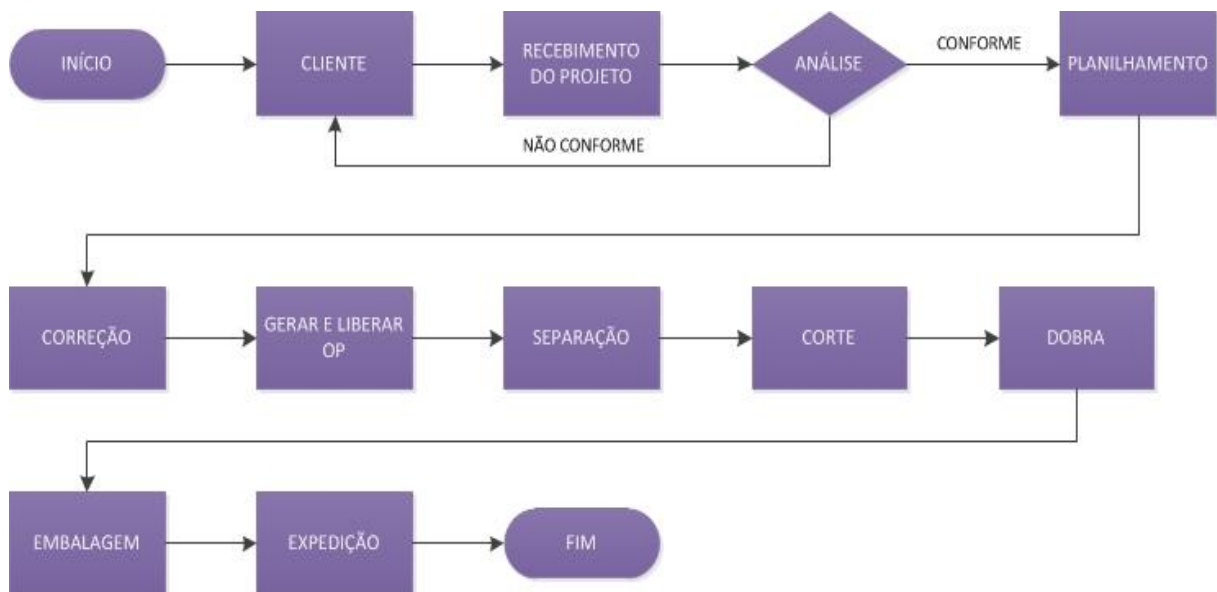 INÍCIO
CLIENTE
RECEBIMENTO
DO PROJETO
ANÁLISE
CONFORME
PLANILHAMENTO
NÃO CONFORME
CORREÇÃO
GERAR E LIBERAR
OP
SEPARAÇÃO
CORTE
DOBRA
EMBALAGEM
EXPEDIÇÃO
FIM